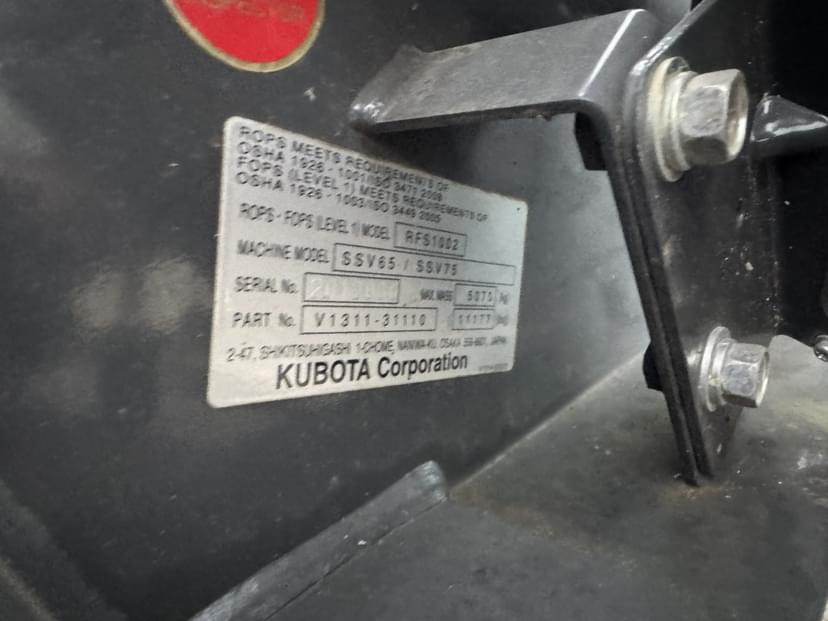 ROPS MEETS REQUIREMENTS OF
OSHA 1926 - 1001/ISO 3471 2008
FOPS (LEVEL 1) MEETS REQUIREMENTS OF
OSHA 1926 - 1003/ISO 3449 2005
ROPS - FOPS (LEVEL 1) MODEL RFS1002
MACHINE MODEL SSV65 / SSV75
SERIAL No. MAX MASS 5070 (kg)
PART No. V1311-31110 11177
2-47, SHIKITSUHIGASHI 1-CHOME, NANIWA-KU, OSAKA 556-8601, JAPAN
KUBOTA Corporation